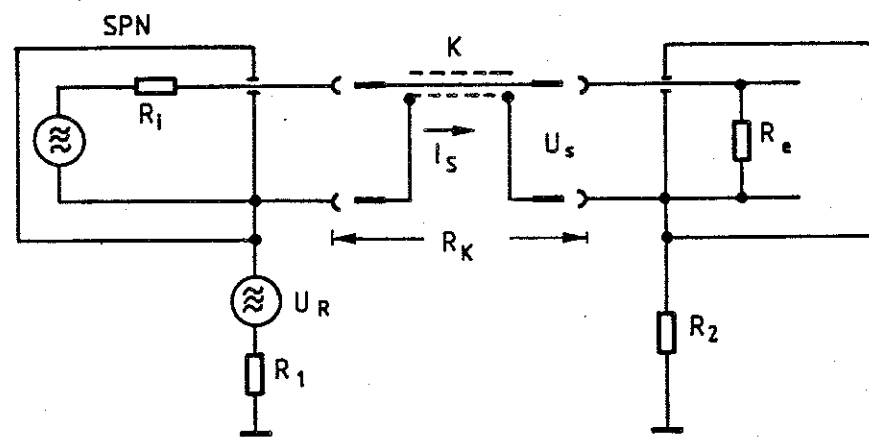 SPN
K
R_i
I_S
U_s
R_e
R_K
U_R
R_1
R_2